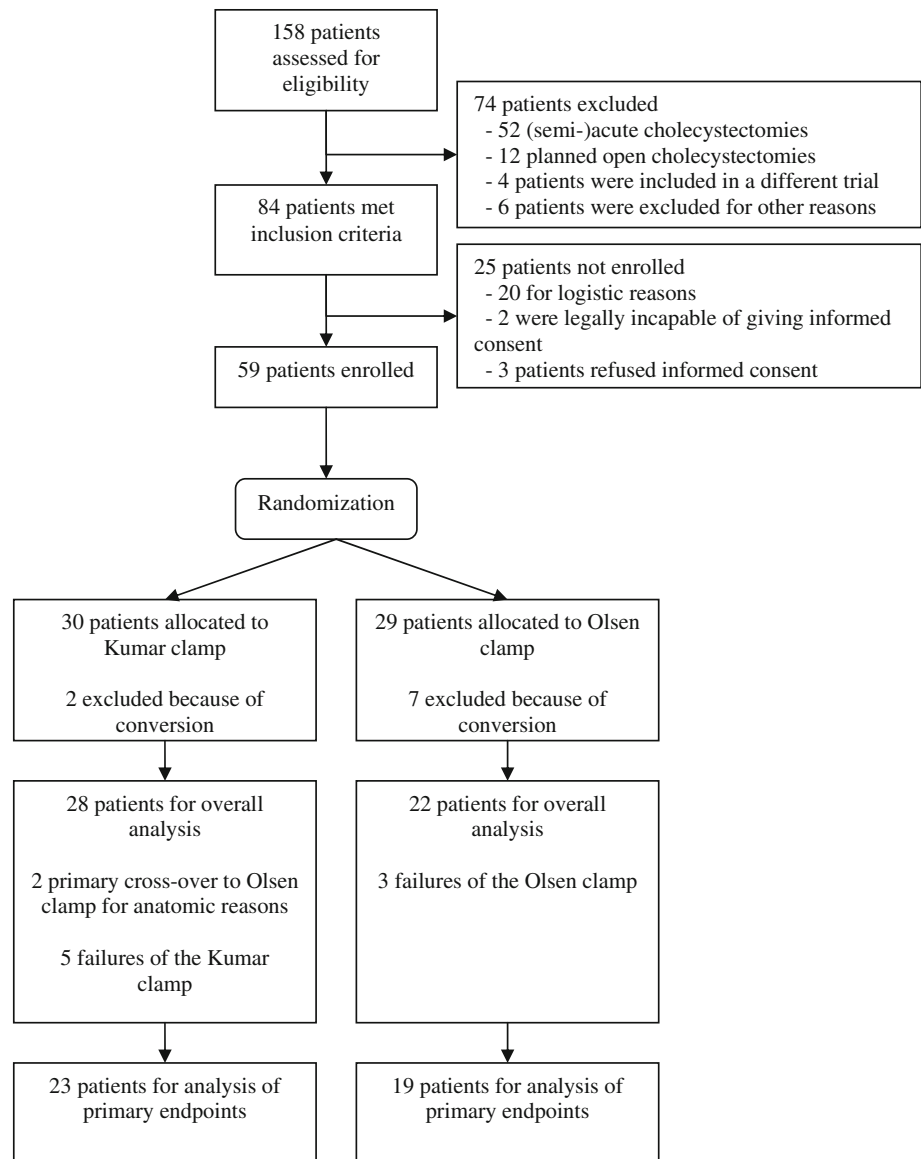 158 patients
assessed for
eligibility
74 patients excluded
- 52 (semi-)acute cholecystectomies
- 12 planned open cholecystectomies
- 4 patients were included in a different trial
- 6 patients were excluded for other reasons
84 patients met
inclusion criteria
25 patients not enrolled
- 20 for logistic reasons
- 2 were legally incapable of giving informed
consent
- 3 patients refused informed consent
59 patients enrolled
Randomization
30 patients allocated to
Kumar clamp
2 excluded because of
conversion
29 patients allocated to Olsen
clamp
7 excluded because of
conversion
28 patients for overall
analysis
2 primary cross-over to Olsen
clamp for anatomic reasons
5 failures of the Kumar
clamp
22 patients for overall
analysis
3 failures of the Olsen clamp
23 patients for analysis of
primary endpoints
19 patients for analysis of
primary endpoints